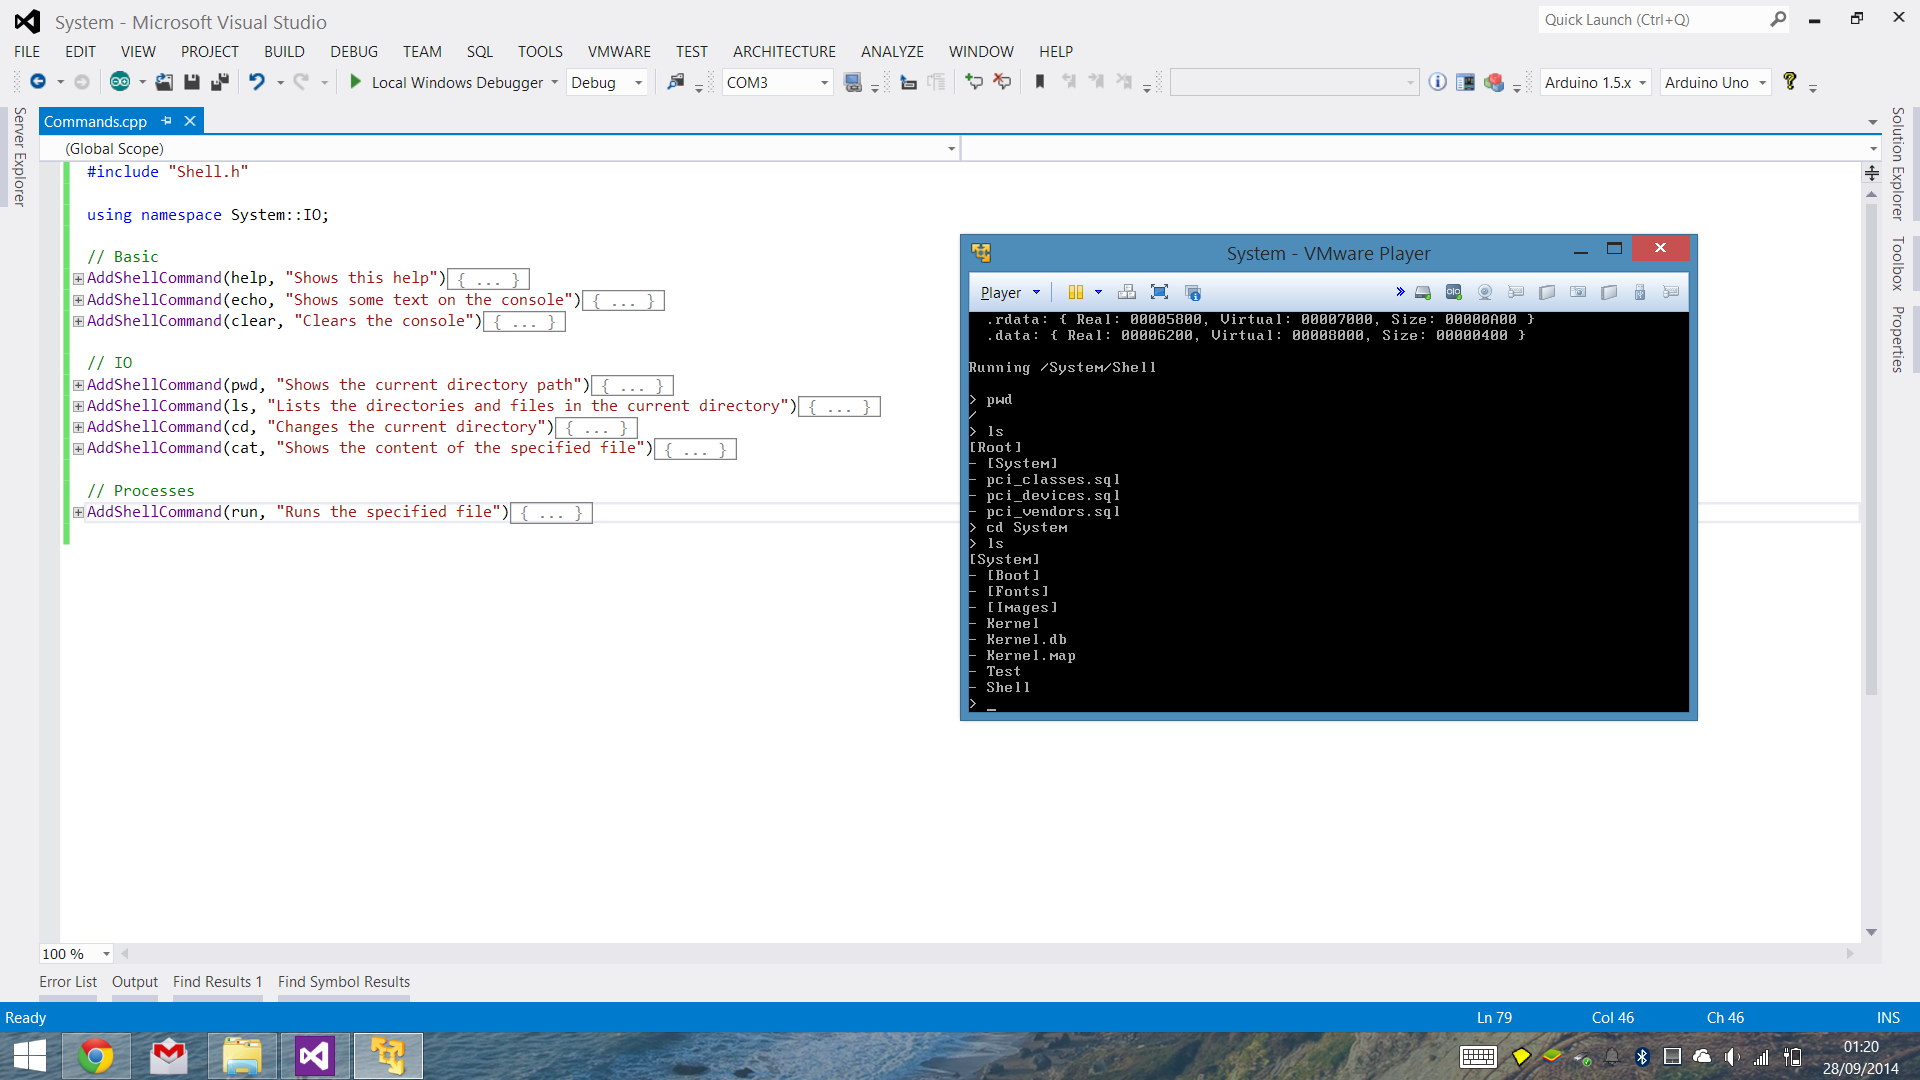 System - Microsoft Visual Studio
Quick Launch (Ctrl+Q)
FILE EDIT VIEW PROJECT BUILD DEBUG TEAM SQL TOOLS VMWARE TEST ARCHITECTURE ANALYZE WINDOW HELP
Local Windows Debugger Debug COM3 Arduino 1.5.x Arduino Uno
Server Explorer
Commands.cpp
(Global Scope)
#include "Shell.h"
using namespace System::IO;
// Basic
AddShellCommand(help, "Shows this help"){ ... }
AddShellCommand(echo, "Shows some text on the console"){ ... }
AddShellCommand(clear, "Clears the console"){ ... }
// IO
AddShellCommand(pwd, "Shows the current directory path"){ ... }
AddShellCommand(ls, "Lists the directories and files in the current directory"){ ... }
AddShellCommand(cd, "Changes the current directory"){ ... }
AddShellCommand(cat, "Shows the content of the specified file"){ ... }
// Processes
AddShellCommand(run, "Runs the specified file"){ ... }
System - VMware Player
Player
.rdata: { Real: 00005800, Virtual: 00007000, Size: 00000A00 }
.data: { Real: 00006200, Virtual: 00008000, Size: 00000400 }
Running /System/Shell
> pwd
/
> ls
[Root]
- [System]
- pci_classes.sql
- pci_devices.sql
- pci_vendors.sql
> cd System
> ls
[System]
- [Boot]
- [Fonts]
- [Images]
- Kernel
- Kernel.db
- Kernel.map
- Test
- Shell
> _
Solution Explorer
Toolbox
Properties
100 %
Error List Output Find Results 1 Find Symbol Results
Ready Ln 79 Col 46 Ch 46 INS
01:20
28/09/2014